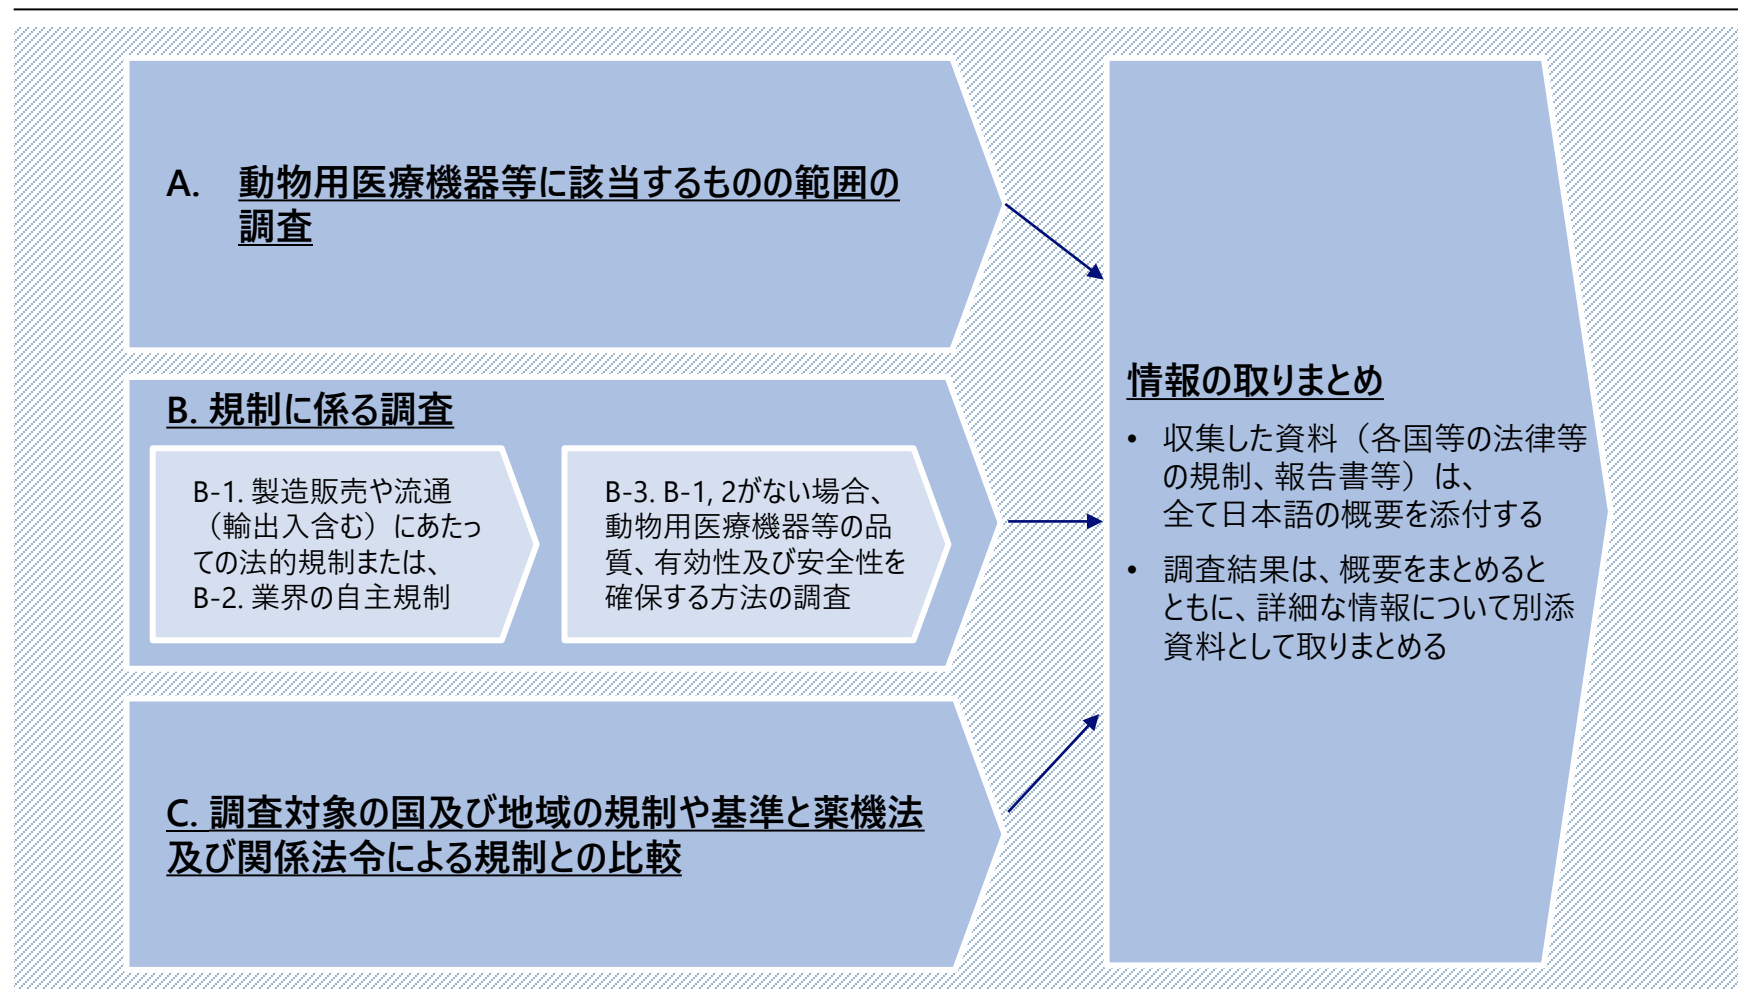 A. 動物用医療機器等に該当するものの範囲の
調査
B. 規制に係る調査
B-1. 製造販売や流通
（輸出入含む）にあたっ
ての法的規制または、
B-2. 業界の自主規制
B-3. B-1, 2がない場合、
動物用医療機器等の品
質、有効性及び安全性を
確保する方法の調査
C. 調査対象の国及び地域の規制や基準と薬機法
及び関係法令による規制との比較
情報の取りまとめ
• 収集した資料（各国等の法律等
の規制、報告書等）は、
全て日本語の概要を添付する
• 調査結果は、概要をまとめると
ともに、詳細な情報について別添
資料として取りまとめる